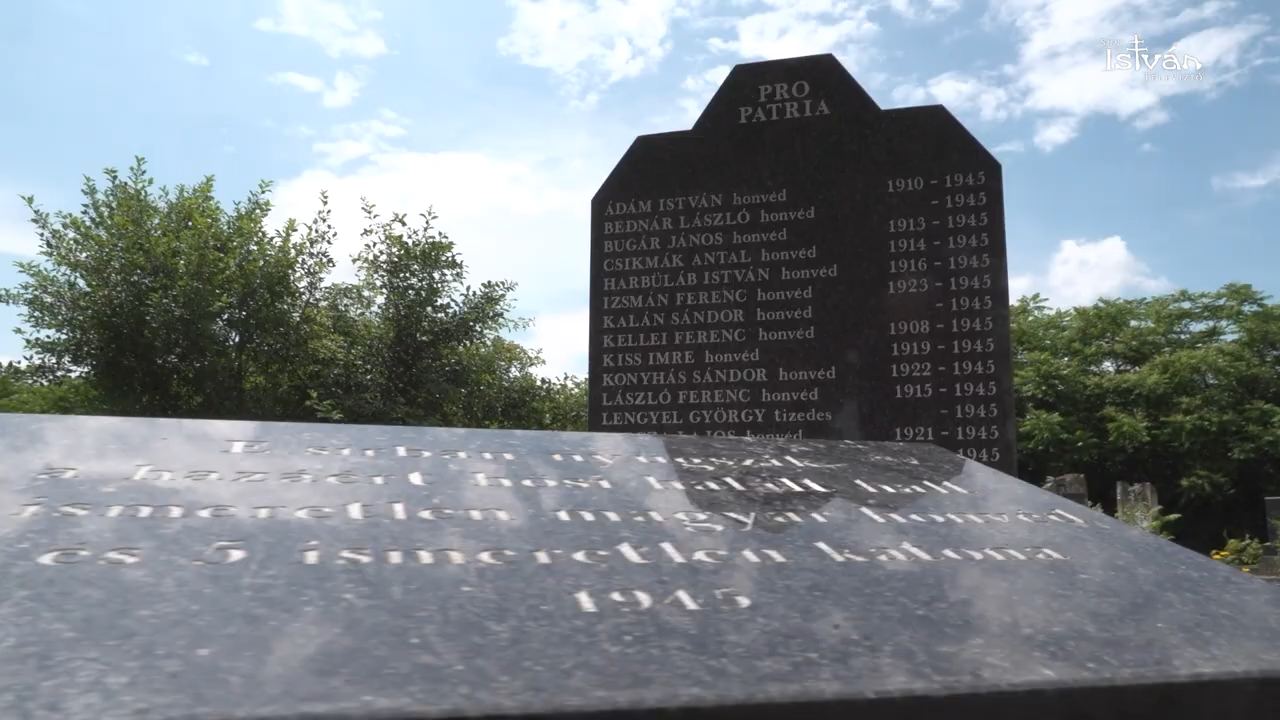 István
PRO
PATRIA
ÁDÁM ISTVÁN honvéd 1910 - 1945
BEDNÁR LÁSZLÓ honvéd - 1945
BUGÁR JÁNOS honvéd 1913 - 1945
CSIKMÁK ANTAL honvéd 1914 - 1945
HARBÜLÁB ISTVÁN honvéd 1916 - 1945
IZSMÁN FERENC honvéd 1923 - 1945
KALÁN SÁNDOR honvéd - 1945
KELLEI FERENC honvéd 1908 - 1945
KISS IMRE honvéd 1919 - 1945
KONYHÁS SÁNDOR honvéd 1922 - 1945
LÁSZLÓ FERENC honvéd 1915 - 1945
LENGYEL GYÖRGY tizedes - 1945
honvéd 1921 - 1945
1945
E sírban nyugszik
a hazáért hősi halált halt
ismeretlen magyar honvéd
és 5 ismeretlen katona
1945